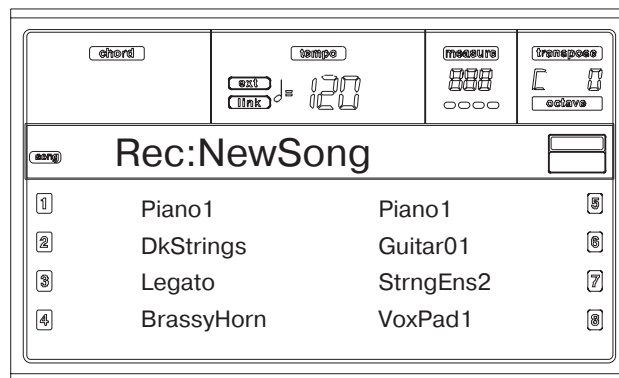 chord tempo measure transpose
ext
link = 120 888 C 0
octave
song Rec:NewSong
1 Piano1 Piano1 5
2 DkStrings Guitar01 6
3 Legato StrngEns2 7
4 BrassyHorn VoxPad1 8